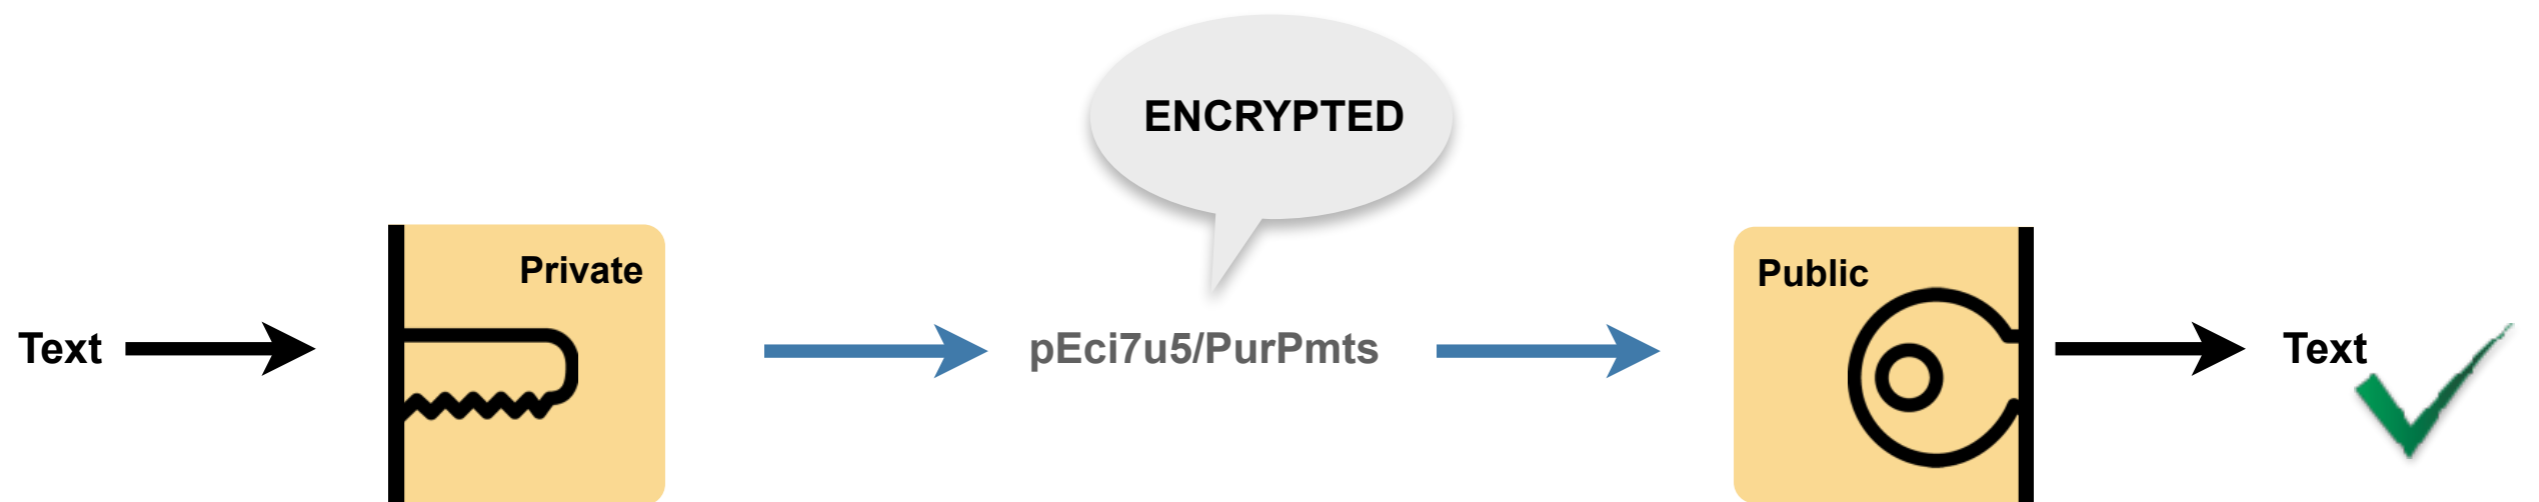 ENCRYPTED
Private
Public
Text
pEci7u5/PurPmts
Text